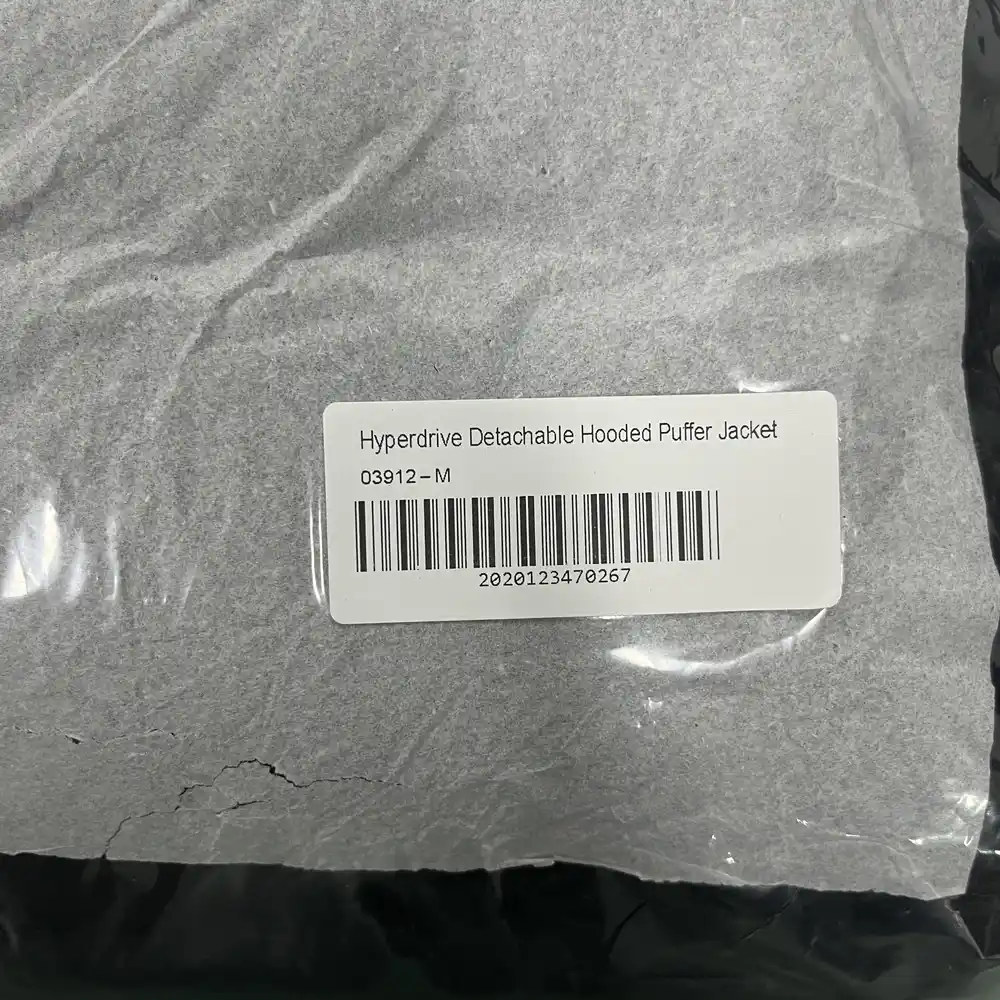 Hyperdrive Detachable Hooded Puffer Jacket
03912-M
2020123470267